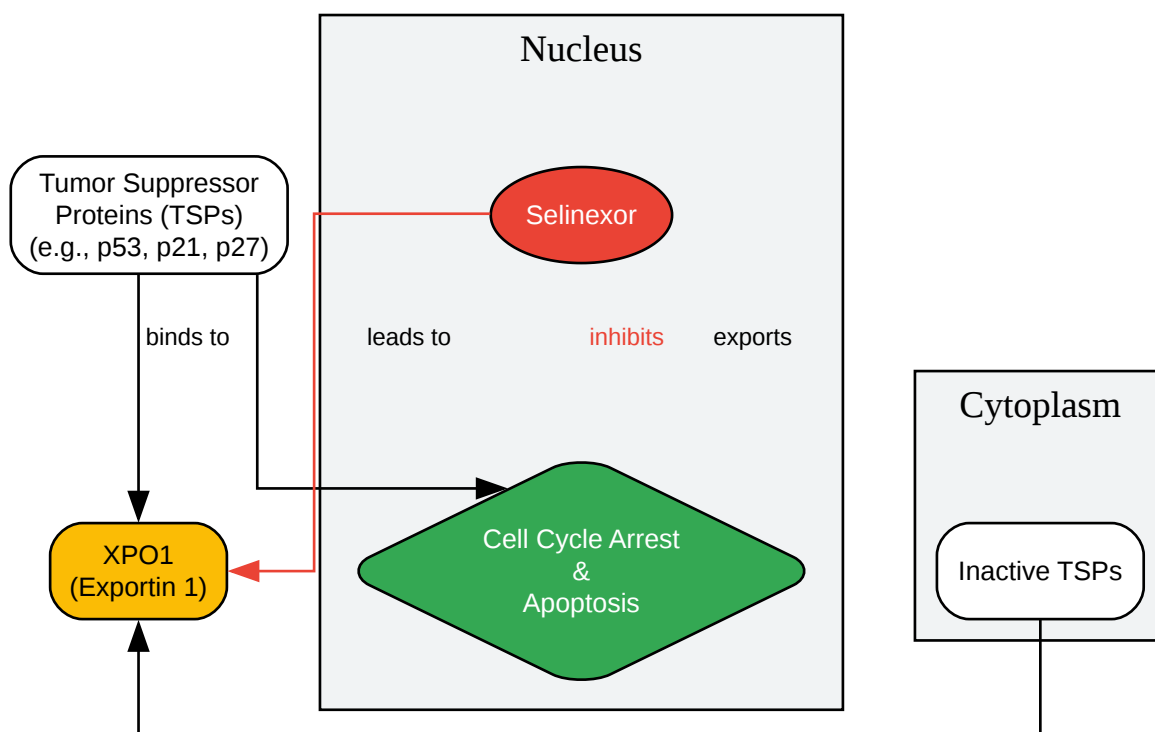 Nucleus
Tumor Suppressor
Proteins (TSPs)
(e.g., p53, p21, p27)
Selinexor
binds to
leads to
inhibits
exports
Cytoplasm
XPO1
(Exportin 1)
Cell Cycle Arrest
&
Apoptosis
Inactive TSPs